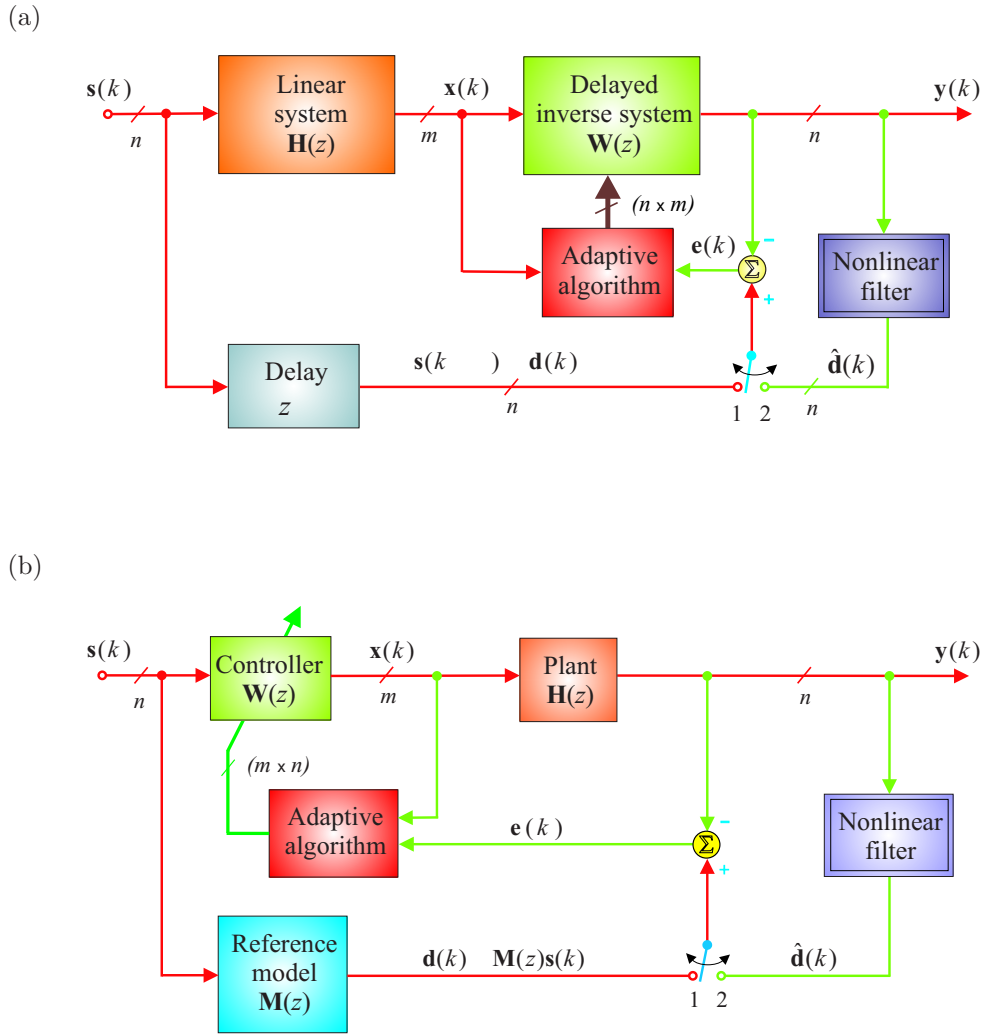 (a)
s(k)
n
Linear
system
H(z)
x(k)
m
Delayed
inverse system
W(z)
n
y(k)
(n x m)
Adaptive
algorithm
e(k)
−
Σ
+
Nonlinear
filter
Delay
z
s(k )
d(k)
n
1 2
n
d̂(k)
(b)
s(k)
n
Controller
W(z)
x(k)
m
Plant
H(z)
n
y(k)
(m x n)
Adaptive
algorithm
e(k)
−
Σ
+
Nonlinear
filter
Reference
model
M(z)
d(k) M(z)s(k)
1 2
d̂(k)